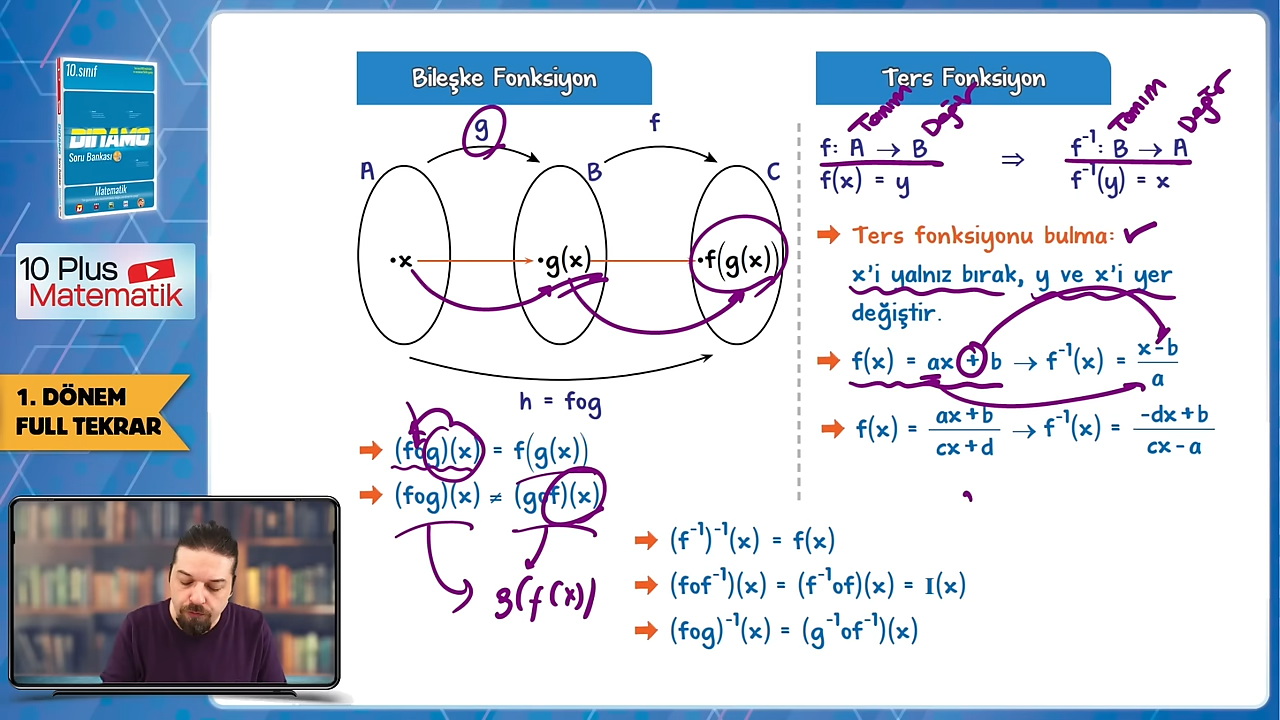 10.sınıf
DINAMO
Soru Bankası
Matematik
10 Plus
Matematik
1. DÖNEM
FULL TEKRAR
Bileşke Fonksiyon
g
f
A
B
C
•x
•g(x)
•f(g(x))
h = fog
(fog)(x) = f(g(x))
(fog)(x) ≠ (gof)(x)
g(f(x))
Ters Fonksiyon
Tanım Değer
Tanım Değer
f: A → B ⇒ f⁻¹: B → A
f(x) = y f⁻¹(y) = x
Ters fonksiyonu bulma: ✓
x'i yalnız bırak, y ve x'i yer
değiştir.
f(x) = ax + b → f⁻¹(x) = (x-b)/a
f(x) = (ax+b)/(cx+d) → f⁻¹(x) = (-dx+b)/(cx-a)
(f⁻¹)⁻¹(x) = f(x)
(fof⁻¹)(x) = (f⁻¹of)(x) = I(x)
(fog)⁻¹(x) = (g⁻¹of⁻¹)(x)